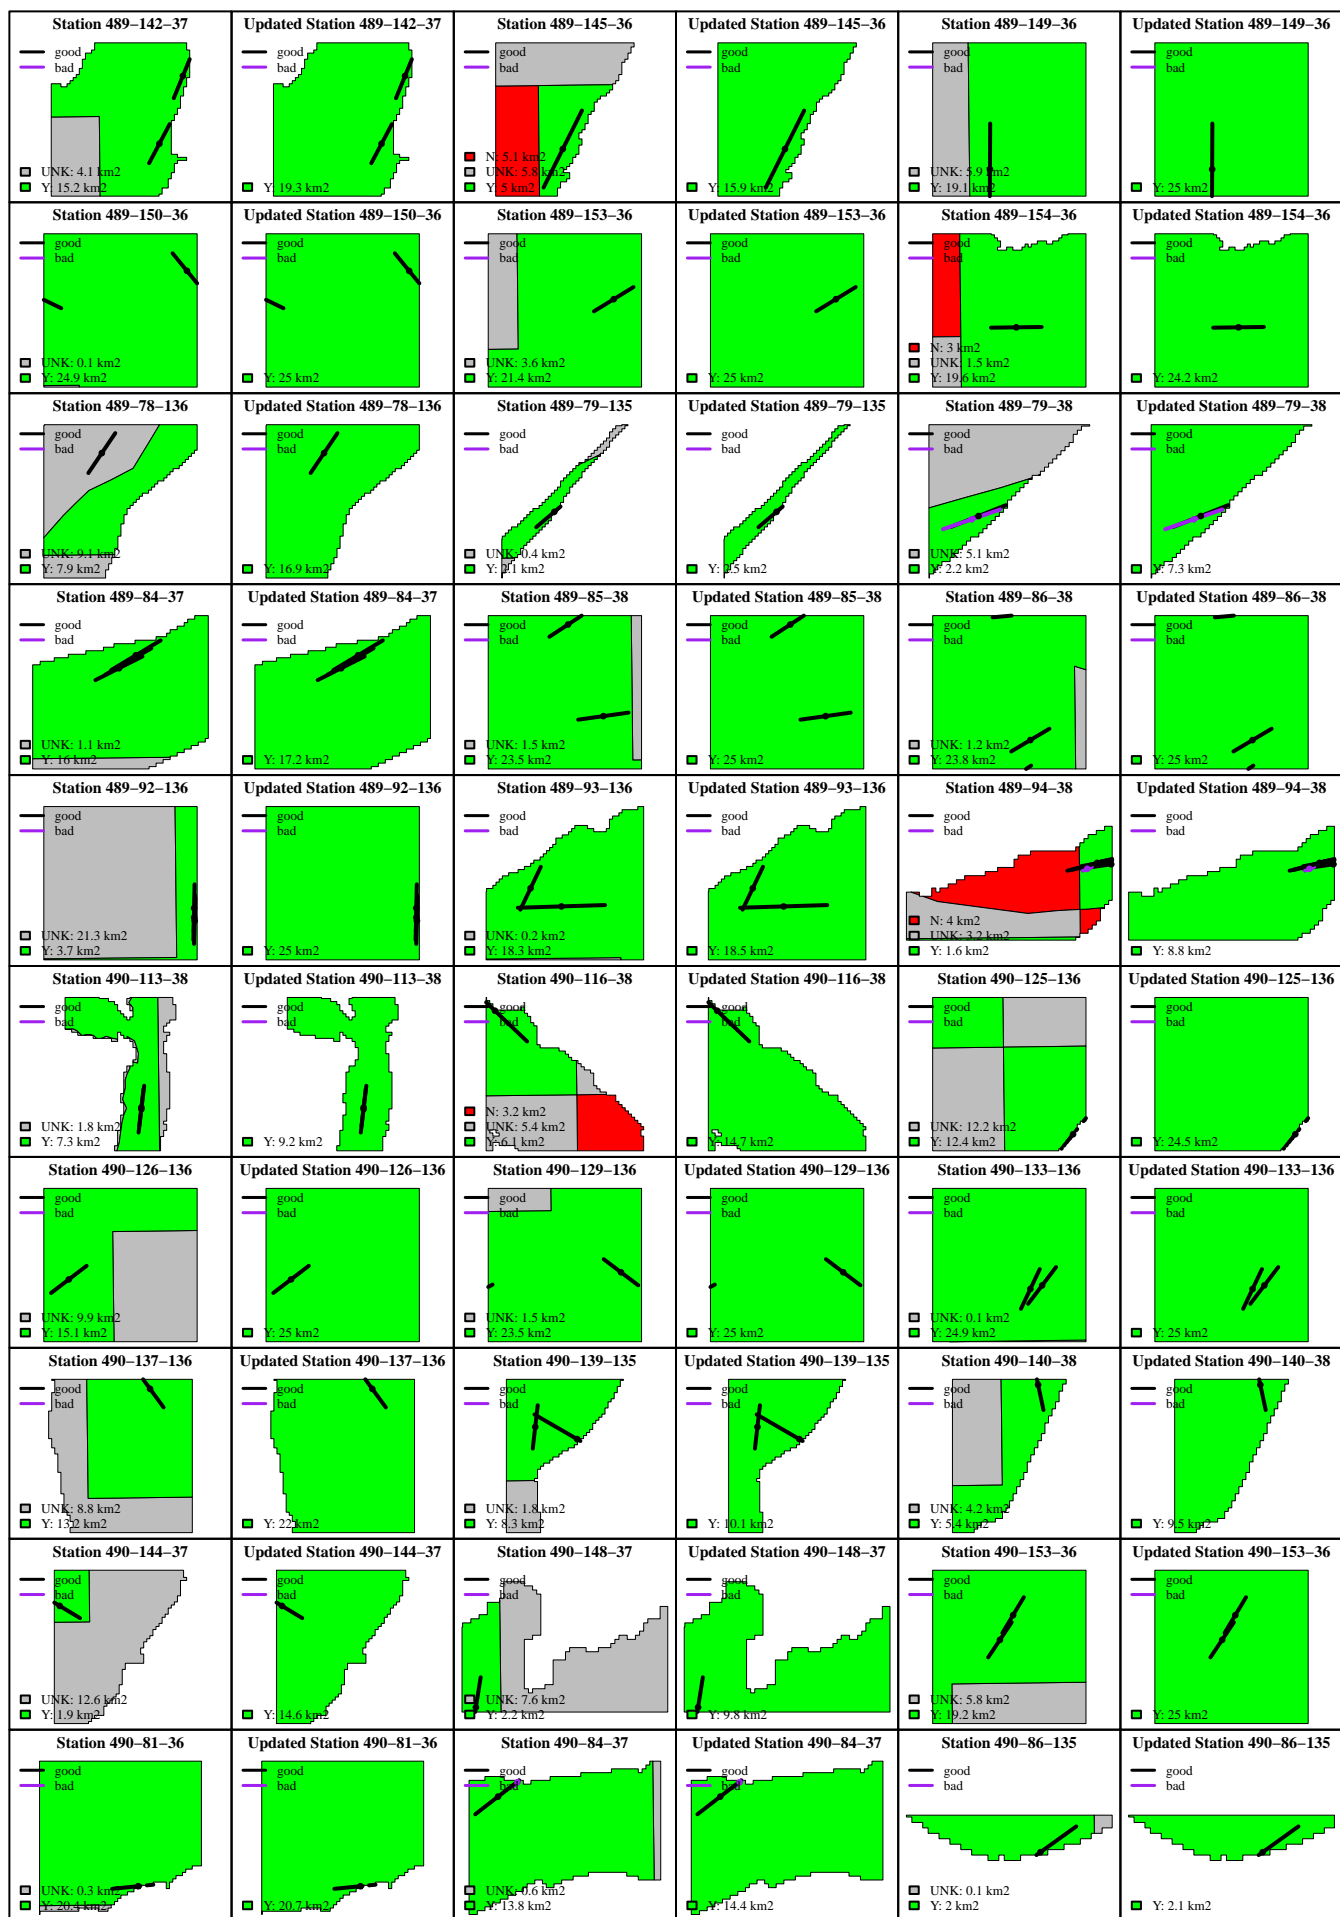 Station 489−142−37
good
bad
UNK: 4.1 km2
Y: 15.2 km2
Updated Station 489−142−37
good
bad
Y: 19.3 km2
Station 489−145−36
good
bad
N: 5.1 km2
UNK: 5.8 km2
Y: 5 km2
Updated Station 489−145−36
good
bad
Y: 15.9 km2
Station 489−149−36
good
bad
UNK: 5.9 km2
Y: 19.1 km2
Updated Station 489−149−36
good
bad
Y: 25 km2
Station 489−150−36
good
bad
UNK: 0.1 km2
Y: 24.9 km2
Updated Station 489−150−36
good
bad
Y: 25 km2
Station 489−153−36
good
bad
UNK: 3.6 km2
Y: 21.4 km2
Updated Station 489−153−36
good
bad
Y: 25 km2
Station 489−154−36
good
bad
N: 3 km2
UNK: 1.5 km2
Y: 19.6 km2
Updated Station 489−154−36
good
bad
Y: 24.2 km2
Station 489−78−136
good
bad
UNK: 9.1 km2
Y: 7.9 km2
Updated Station 489−78−136
good
bad
Y: 16.9 km2
Station 489−79−135
good
bad
UNK: 0.4 km2
Y: 2.1 km2
Updated Station 489−79−135
good
bad
Y: 2.5 km2
Station 489−79−38
good
bad
UNK: 5.1 km2
Y: 2.2 km2
Updated Station 489−79−38
good
bad
Y: 7.3 km2
Station 489−84−37
good
bad
UNK: 1.1 km2
Y: 16 km2
Updated Station 489−84−37
good
bad
Y: 17.2 km2
Station 489−85−38
good
bad
UNK: 1.5 km2
Y: 23.5 km2
Updated Station 489−85−38
good
bad
Y: 25 km2
Station 489−86−38
good
bad
UNK: 1.2 km2
Y: 23.8 km2
Updated Station 489−86−38
good
bad
Y: 25 km2
Station 489−92−136
good
bad
UNK: 21.3 km2
Y: 3.7 km2
Updated Station 489−92−136
good
bad
Y: 25 km2
Station 489−93−136
good
bad
UNK: 0.2 km2
Y: 18.3 km2
Updated Station 489−93−136
good
bad
Y: 18.5 km2
Station 489−94−38
good
bad
N: 4 km2
UNK: 3.2 km2
Y: 1.6 km2
Updated Station 489−94−38
good
bad
Y: 8.8 km2
Station 490−113−38
good
bad
UNK: 1.8 km2
Y: 7.3 km2
Updated Station 490−113−38
good
bad
Y: 9.2 km2
Station 490−116−38
good
bad
N: 3.2 km2
UNK: 5.4 km2
Y: 6.1 km2
Updated Station 490−116−38
good
bad
Y: 14.7 km2
Station 490−125−136
good
bad
UNK: 12.2 km2
Y: 12.4 km2
Updated Station 490−125−136
good
bad
Y: 24.5 km2
Station 490−126−136
good
bad
UNK: 9.9 km2
Y: 15.1 km2
Updated Station 490−126−136
good
bad
Y: 25 km2
Station 490−129−136
good
bad
UNK: 1.5 km2
Y: 23.5 km2
Updated Station 490−129−136
good
bad
Y: 25 km2
Station 490−133−136
good
bad
UNK: 0.1 km2
Y: 24.9 km2
Updated Station 490−133−136
good
bad
Y: 25 km2
Station 490−137−136
good
bad
UNK: 8.8 km2
Y: 13.2 km2
Updated Station 490−137−136
good
bad
Y: 22 km2
Station 490−139−135
good
bad
UNK: 1.8 km2
Y: 8.3 km2
Updated Station 490−139−135
good
bad
Y: 10.1 km2
Station 490−140−38
good
bad
UNK: 4.2 km2
Y: 5.4 km2
Updated Station 490−140−38
good
bad
Y: 9.5 km2
Station 490−144−37
good
bad
UNK: 12.6 km2
Y: 1.9 km2
Updated Station 490−144−37
good
bad
Y: 14.6 km2
Station 490−148−37
good
bad
UNK: 7.6 km2
Y: 2.2 km2
Updated Station 490−148−37
good
bad
Y: 9.8 km2
Station 490−153−36
good
bad
UNK: 5.8 km2
Y: 19.2 km2
Updated Station 490−153−36
good
bad
Y: 25 km2
Station 490−81−36
good
bad
UNK: 0.3 km2
Y: 20.4 km2
Updated Station 490−81−36
good
bad
Y: 20.7 km2
Station 490−84−37
good
bad
UNK: 0.6 km2
Y: 13.8 km2
Updated Station 490−84−37
good
bad
Y: 14.4 km2
Station 490−86−135
good
bad
UNK: 0.1 km2
Y: 2 km2
Updated Station 490−86−135
good
bad
Y: 2.1 km2